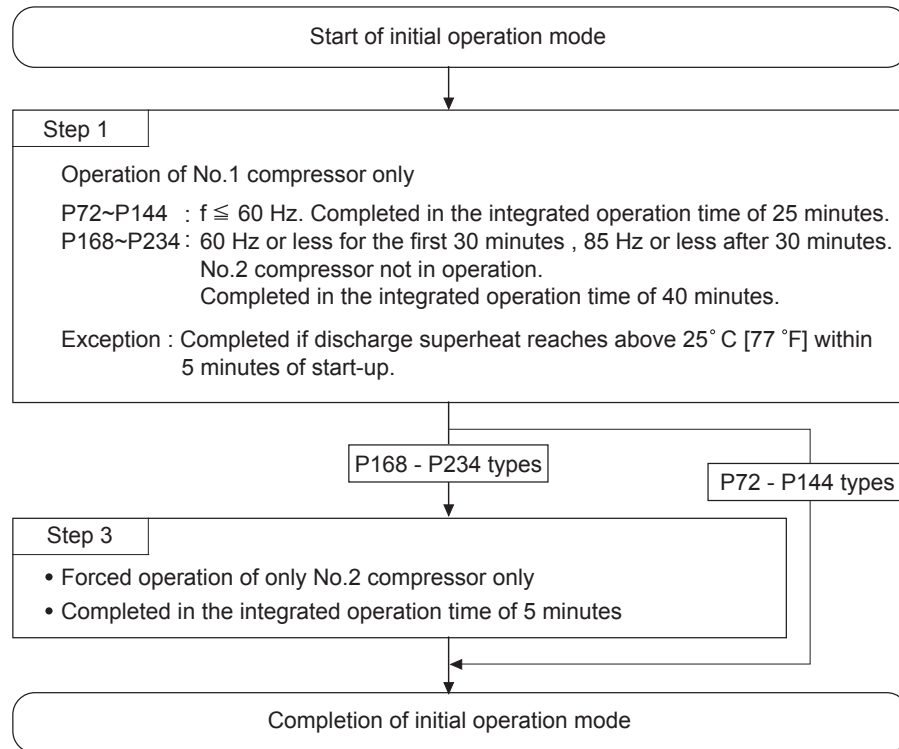 Start of initial operation mode
Step 1
Operation of No.1 compressor only
P72~P144 : f ≦ 60 Hz. Completed in the integrated operation time of 25 minutes.
P168~P234 : 60 Hz or less for the first 30 minutes , 85 Hz or less after 30 minutes.
No.2 compressor not in operation.
Completed in the integrated operation time of 40 minutes.
Exception : Completed if discharge superheat reaches above 25˚ C [77 ˚F] within
5 minutes of start-up.
P168 - P234 types
P72 - P144 types
Step 3
• Forced operation of only No.2 compressor only
• Completed in the integrated operation time of 5 minutes
Completion of initial operation mode